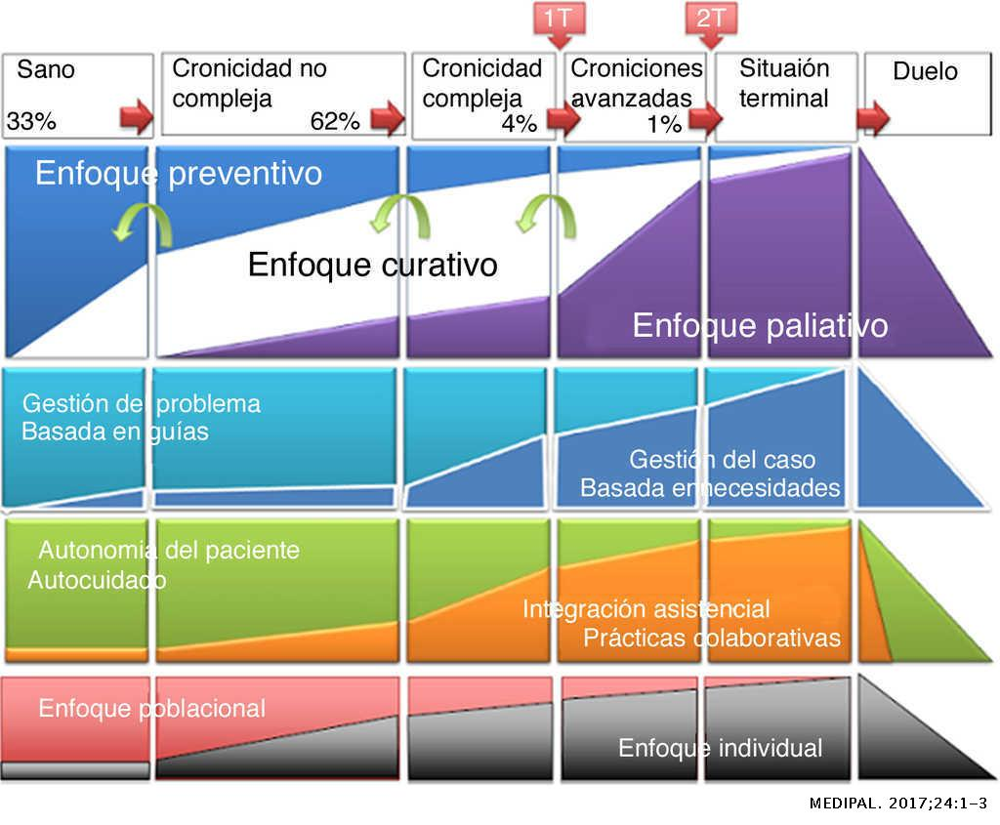 1T
2T
Sano
33%
Cronicidad no
compleja
62%
Cronicidad
compleja
4%
Croniciones
avanzadas
1%
Situaión
terminal
Duelo
Enfoque preventivo
Enfoque curativo
Enfoque paliativo
Gestión del problema
Basada en guías
Gestión del caso
Basada en necesidades
Autonomia del paciente
Autocuidado
Integración asistencial
Prácticas colaborativas
Enfoque poblacional
Enfoque individual
MEDIPAL. 2017;24:1–3